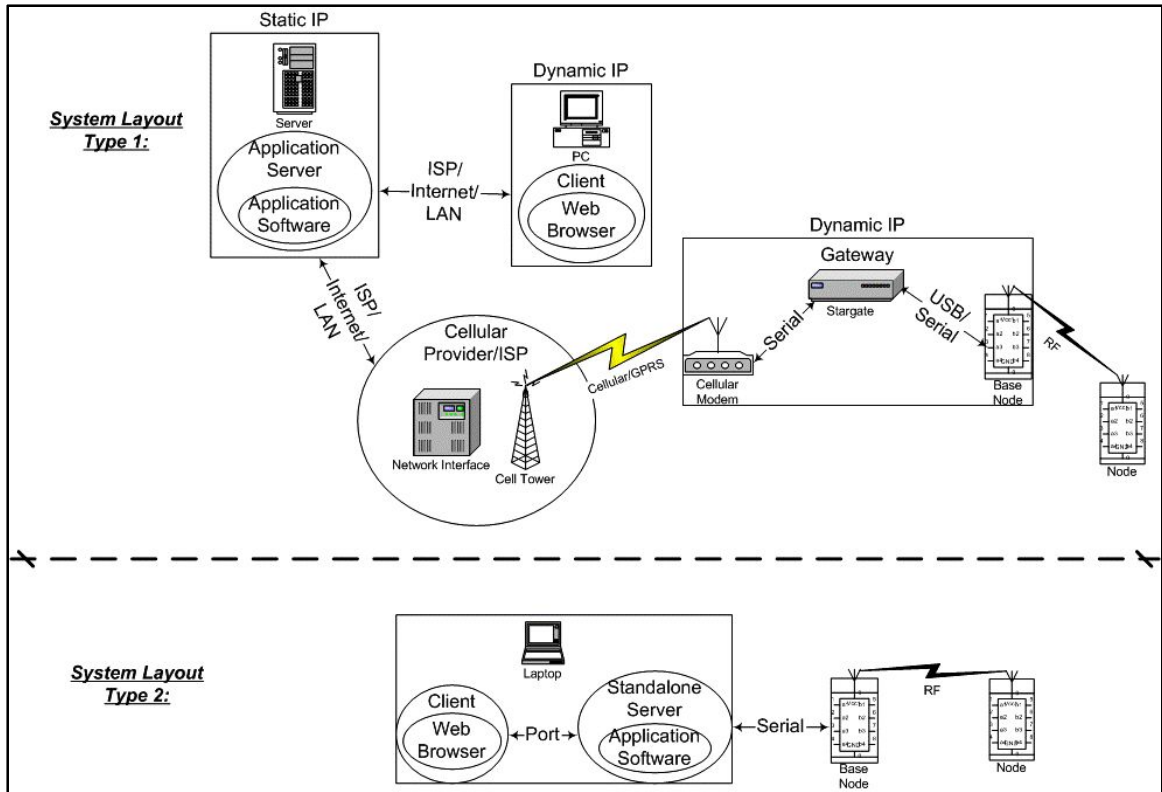 Static IP
Server
Application
Server
Application
Software
System Layout
Type 1:
ISP/
Internet/
LAN
Dynamic IP
PC
Client
Web
Browser
ISP/
Internet/
LAN
Cellular
Provider/ISP
Network Interface
Cell Tower
Cellular/GPRS
Dynamic IP
Gateway
Stargate
Serial
Cellular
Modem
USB/
Serial
Base
Node
RF
Node
System Layout
Type 2:
Laptop
Client
Web
Browser
Port
Standalone
Server
Application
Software
Serial
Base
Node
RF
Node